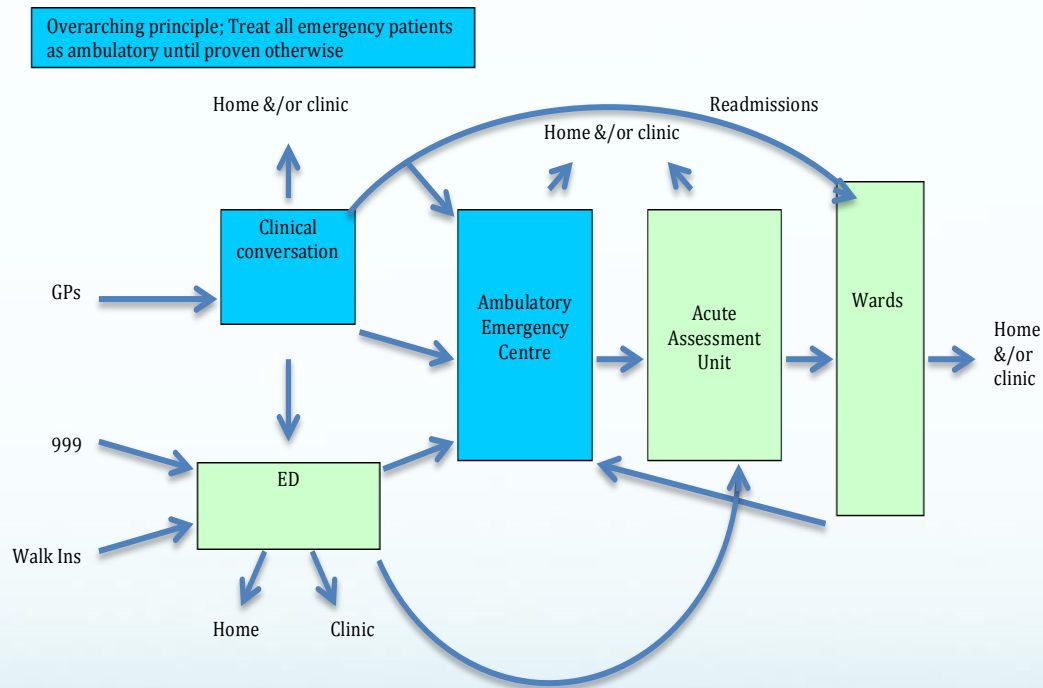 Overarching principle; Treat all emergency patients
as ambulatory until proven otherwise
Home &/or clinic
Readmissions
Home &/or clinic
Clinical
conversation
GPs
Ambulatory
Emergency
Centre
Acute
Assessment
Unit
Wards
Home
&/or
clinic
999
ED
Walk Ins
Home
Clinic